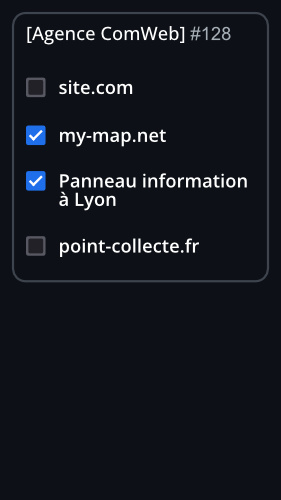 [Agence ComWeb] #128
site.com
my-map.net
Panneau information
à Lyon
point-collecte.fr